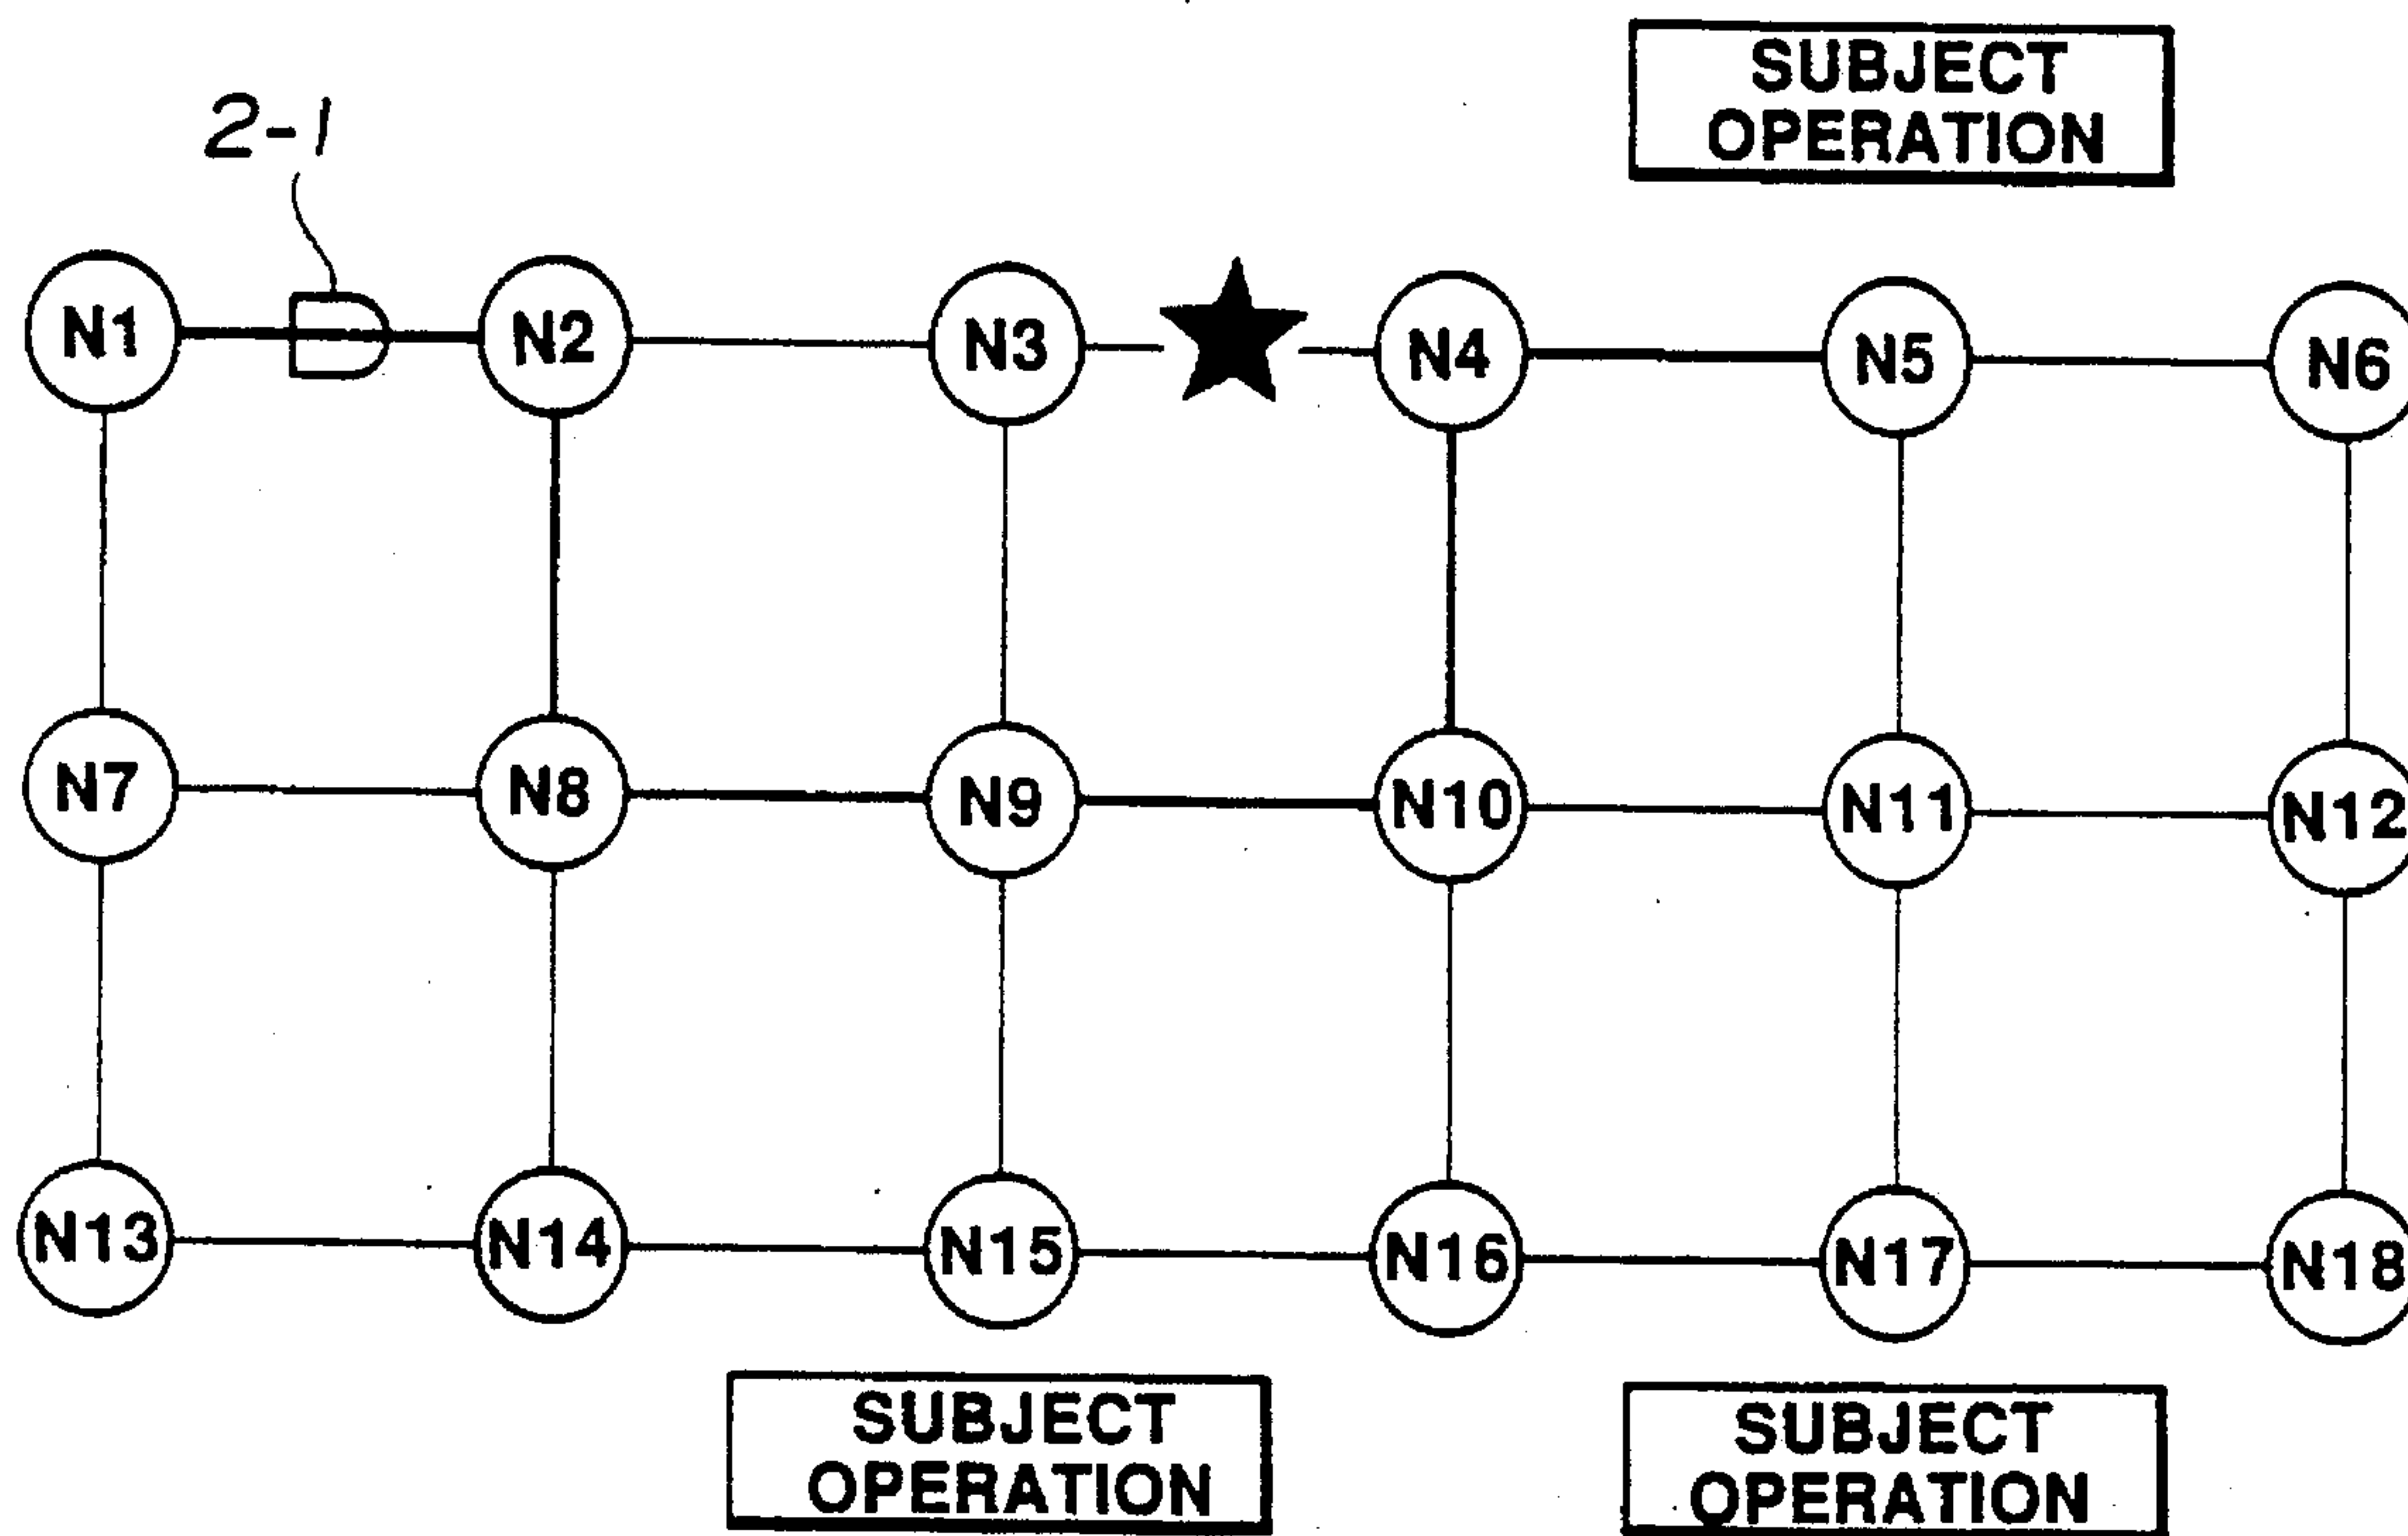 SUBJECT
OPERATION
2-1
N1 N2 N3 N4 N5 N6
N7 N8 N9 N10 N11 N12
N13 N14 N15 N16 N17 N18
SUBJECT
OPERATION
SUBJECT
OPERATION